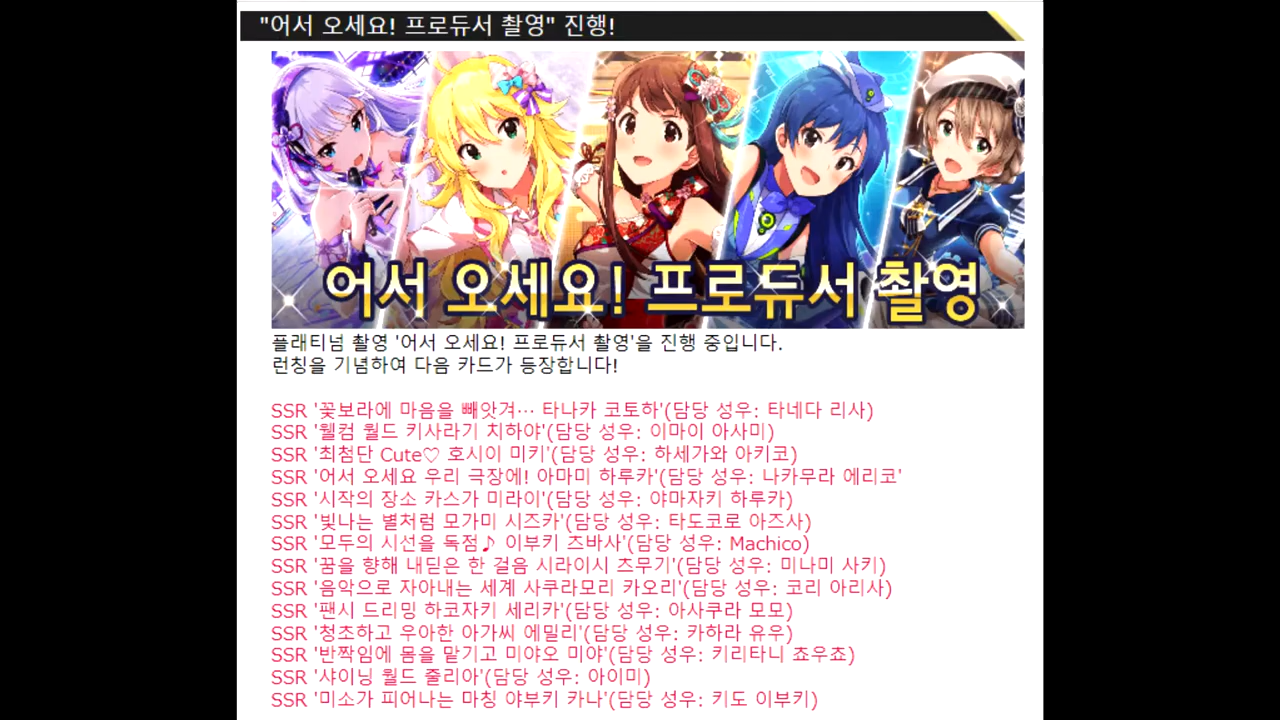 "어서 오세요! 프로듀서 촬영" 진행!
어서 오세요! 프로듀서 촬영
플래티넘 촬영 '어서 오세요! 프로듀서 촬영'을 진행 중입니다.
런칭을 기념하여 다음 카드가 등장합니다!
SSR '꽃보라에 마음을 빼앗겨… 타나카 코토하'(담당 성우: 타네다 리사)
SSR '웰컴 월드 키사라기 치하야'(담당 성우: 이마이 아사미)
SSR '최첨단 Cute♡ 호시이 미키'(담당 성우: 하세가와 아키코)
SSR '어서 오세요 우리 극장에! 아마미 하루카'(담당 성우: 나카무라 에리코'
SSR '시작의 장소 카스가 미라이'(담당 성우: 야마자키 하루카)
SSR '빛나는 별처럼 모가미 시즈카'(담당 성우: 타도코로 아즈사)
SSR '모두의 시선을 독점♪ 이부키 츠바사'(담당 성우: Machico)
SSR '꿈을 향해 내딛은 한 걸음 시라이시 츠무기'(담당 성우: 미나미 사키)
SSR '음악으로 자아내는 세계 사쿠라모리 카오리'(담당 성우: 코리 아리사)
SSR '팬시 드리밍 하코자키 세리카'(담당 성우: 아사쿠라 모모)
SSR '청초하고 우아한 아가씨 에밀리'(담당 성우: 카하라 유우)
SSR '반짝임에 몸을 맡기고 미야오 미야'(담당 성우: 키리타니 쵸우쵸)
SSR '샤이닝 월드 줄리아'(담당 성우: 아이미)
SSR '미소가 피어나는 마칭 야부키 카나'(담당 성우: 키도 이부키)